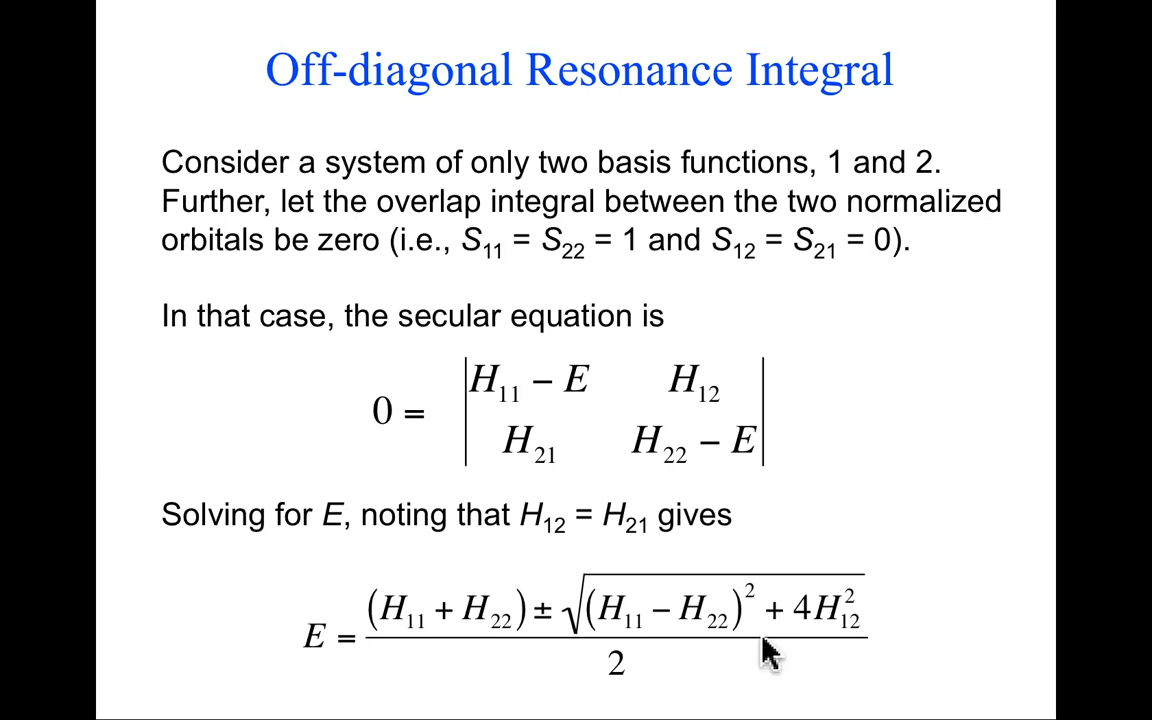 Off-diagonal Resonance Integral
Consider a system of only two basis functions, 1 and 2.
Further, let the overlap integral between the two normalized
orbitals be zero (i.e., S₁₁ = S₂₂ = 1 and S₁₂ = S₂₁ = 0).
In that case, the secular equation is
0 = | H₁₁ – E H₁₂ |
| H₂₁ H₂₂ – E |
Solving for E, noting that H₁₂ = H₂₁ gives
E = ((H₁₁ + H₂₂) ± √((H₁₁ – H₂₂)² + 4H₁₂²)) / 2